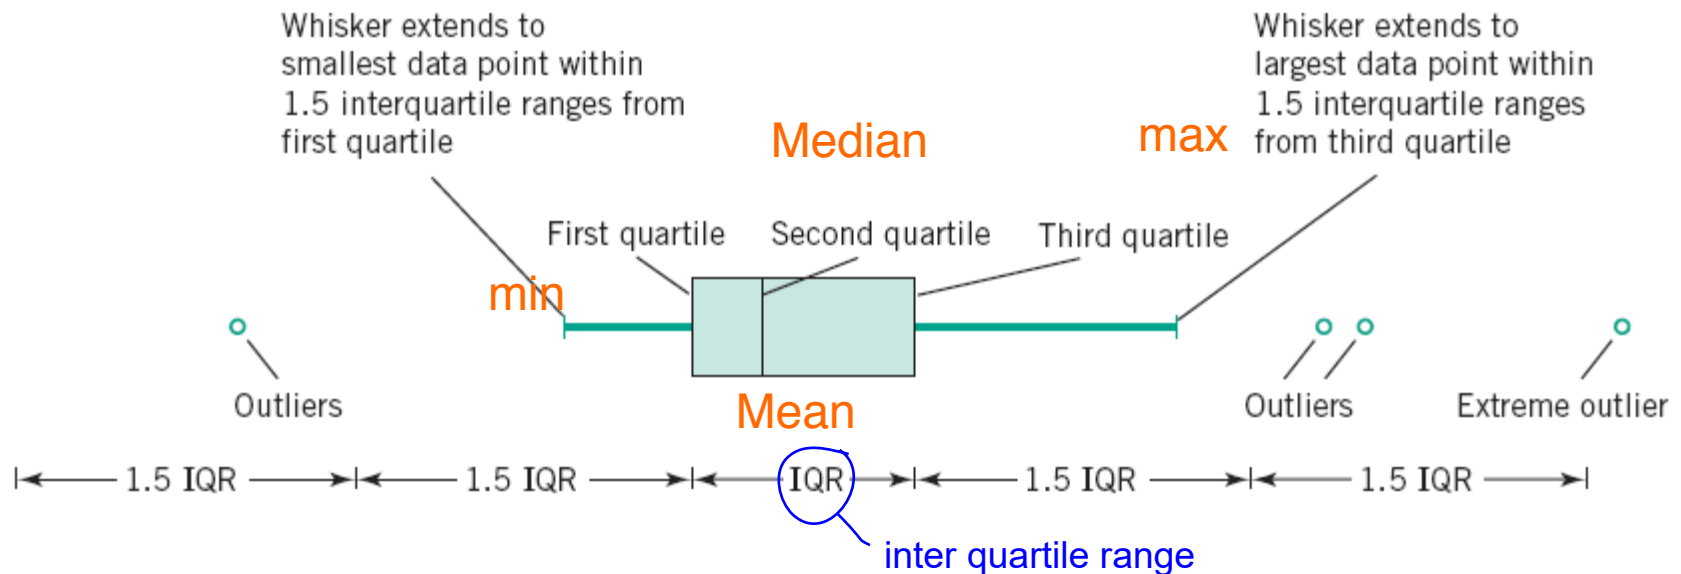 Whisker extends to
smallest data point within
1.5 interquartile ranges from
first quartile
Whisker extends to
largest data point within
1.5 interquartile ranges
from third quartile
Median
max
First quartile
Second quartile
Third quartile
min
Outliers
Mean
Outliers
Extreme outlier
1.5 IQR
1.5 IQR
IQR
1.5 IQR
1.5 IQR
inter quartile range